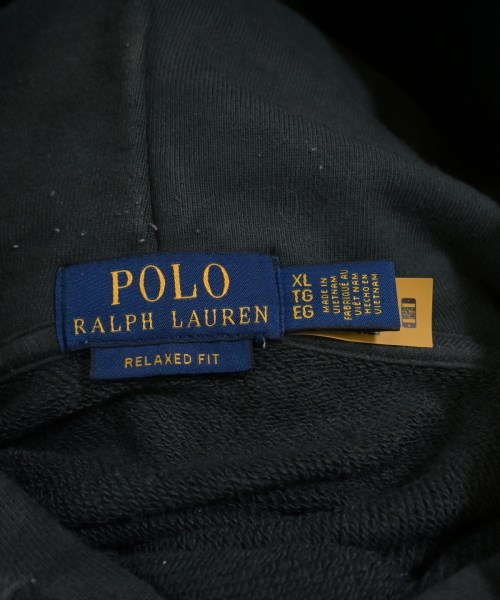 POLO
RALPH LAUREN
RELAXED FIT
XL
TG
EG
MADE IN
VIETNAM
FABRIQUÉ AU
VIÊT NAM
HECHO EN
VIETNAM